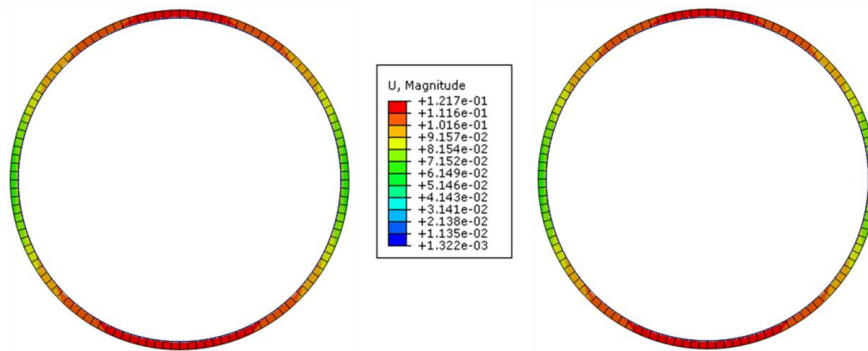 U, Magnitude
+1.217e-01
+1.116e-01
+1.016e-01
+9.157e-02
+8.154e-02
+7.152e-02
+6.149e-02
+5.146e-02
+4.143e-02
+3.141e-02
+2.138e-02
+1.135e-02
+1.322e-03